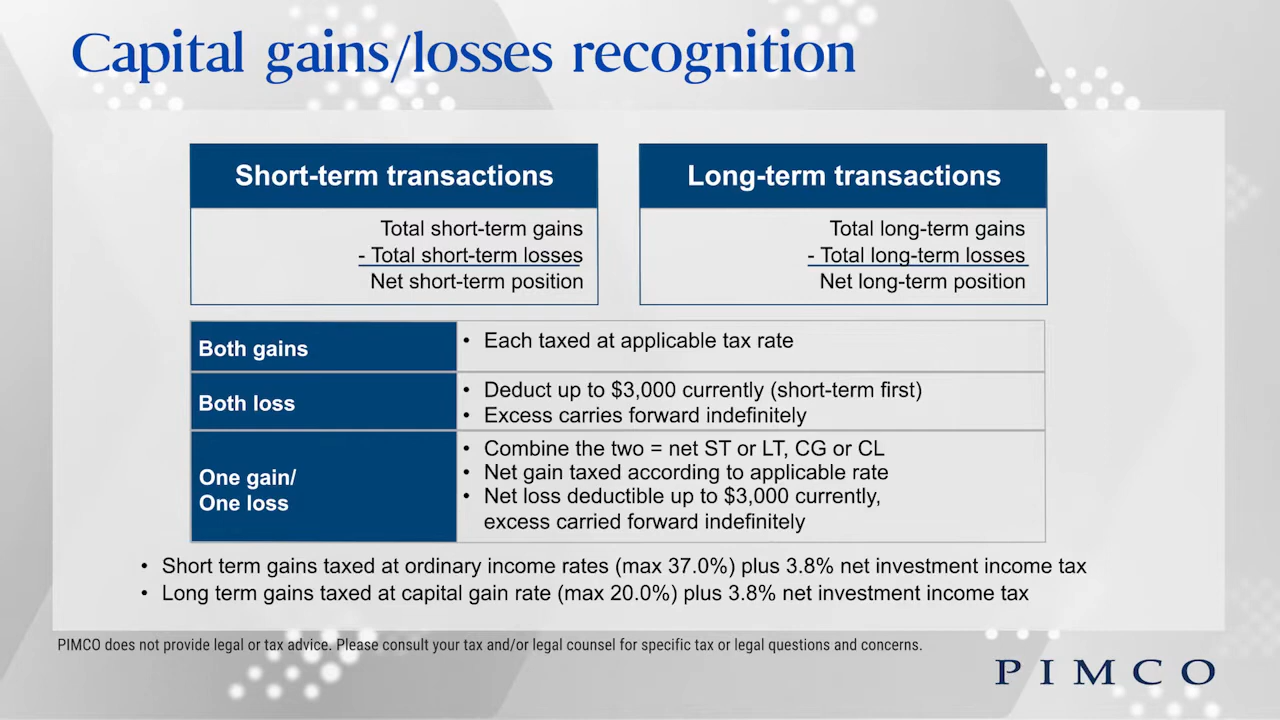 Capital gains/losses recognition
Short-term transactions
Total short-term gains
- Total short-term losses
Net short-term position
Long-term transactions
Total long-term gains
- Total long-term losses
Net long-term position
Both gains
• Each taxed at applicable tax rate
Both loss
• Deduct up to $3,000 currently (short-term first)
• Excess carries forward indefinitely
One gain/
One loss
• Combine the two = net ST or LT, CG or CL
• Net gain taxed according to applicable rate
• Net loss deductible up to $3,000 currently,
excess carried forward indefinitely
• Short term gains taxed at ordinary income rates (max 37.0%) plus 3.8% net investment income tax
• Long term gains taxed at capital gain rate (max 20.0%) plus 3.8% net investment income tax
PIMCO does not provide legal or tax advice. Please consult your tax and/or legal counsel for specific tax or legal questions and concerns.
PIMCO